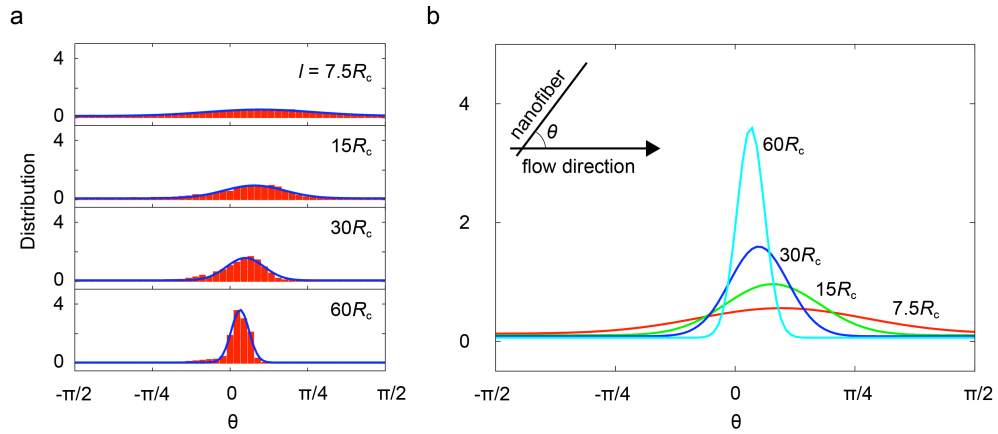 a
Distribution
4
0
l = 7.5Rc
4
0
15Rc
4
0
30Rc
4
0
60Rc
-π/2
-π/4
0
π/4
π/2
θ
b
4
2
0
nanofiber
θ
flow direction
60Rc
30Rc
15Rc
7.5Rc
-π/2
-π/4
0
π/4
π/2
θ